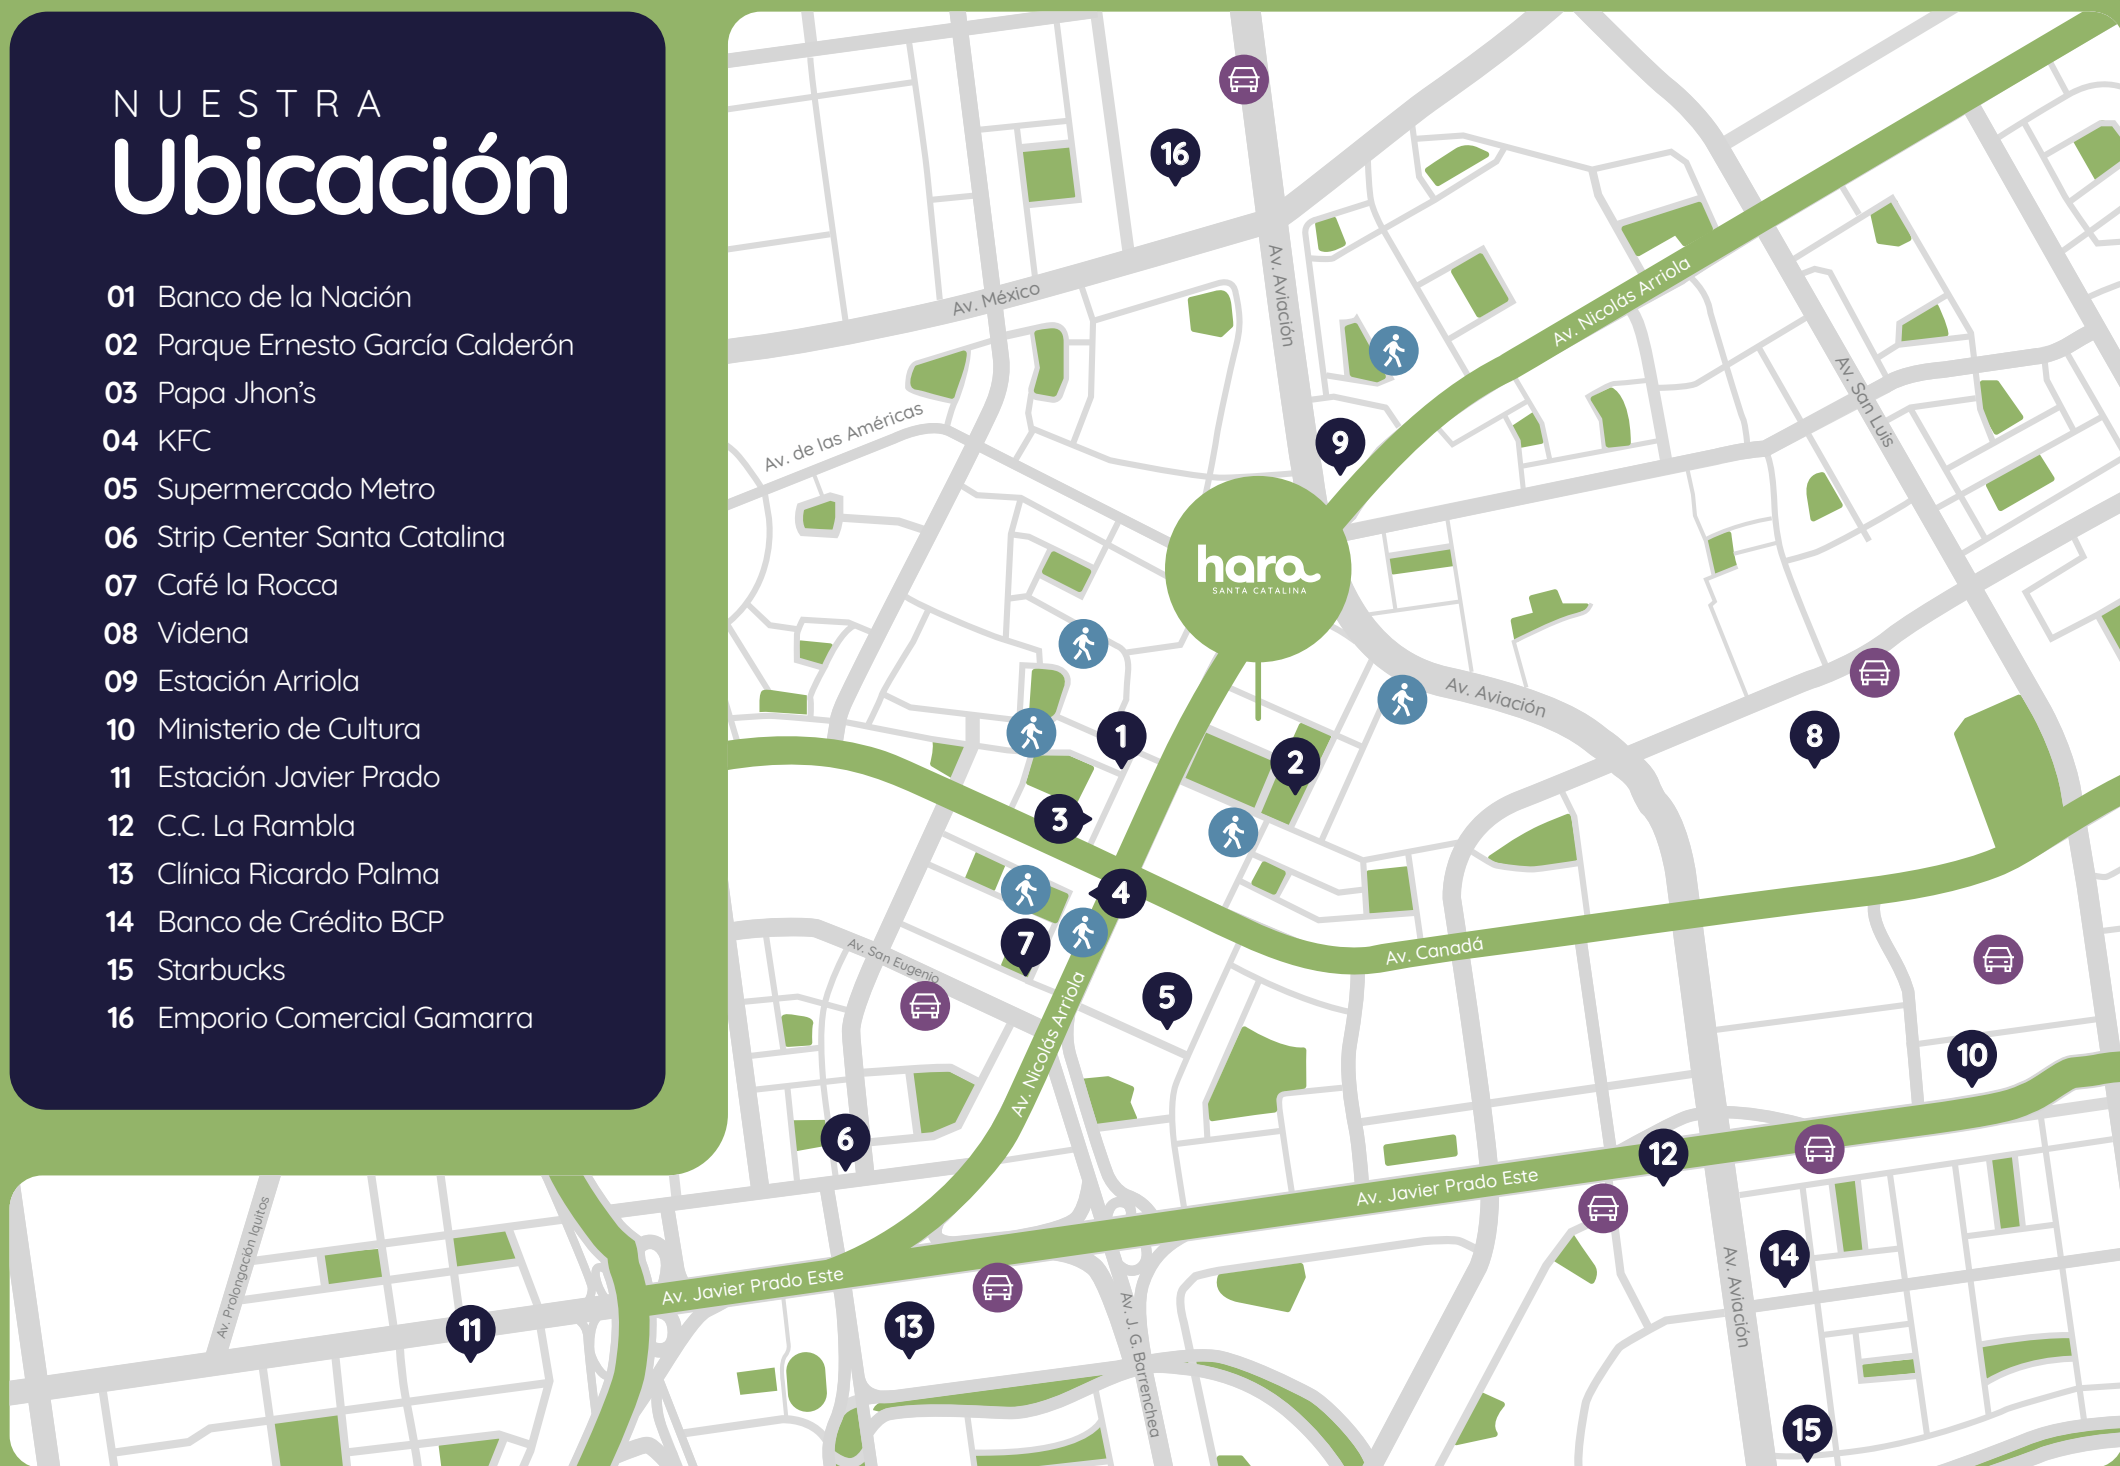 NUESTRA
Ubicación
01 Banco de la Nación
02 Parque Ernesto García Calderón
03 Papa Jhon's
04 KFC
05 Supermercado Metro
06 Strip Center Santa Catalina
07 Café la Rocca
08 Videna
09 Estación Arriola
10 Ministerio de Cultura
11 Estación Javier Prado
12 C.C. La Rambla
13 Clínica Ricardo Palma
14 Banco de Crédito BCP
15 Starbucks
16 Emporio Comercial Gamarra
16
Av. México
Av. Aviación
Av. Nicolás Arriola
Av. de las Américas
Av. San Luis
9
hara
SANTA CATALINA
Av. Aviación
1
2
8
3
4
7
Av. San Eugenio
Av. Canadá
5
Av. Nicolás Arriola
10
6
12
Av. Javier Prado Este
Av. Prolongación Iquitos
14
Av. Javier Prado Este
11
13
Av. J. G. Barrenchea
Av. Aviación
15